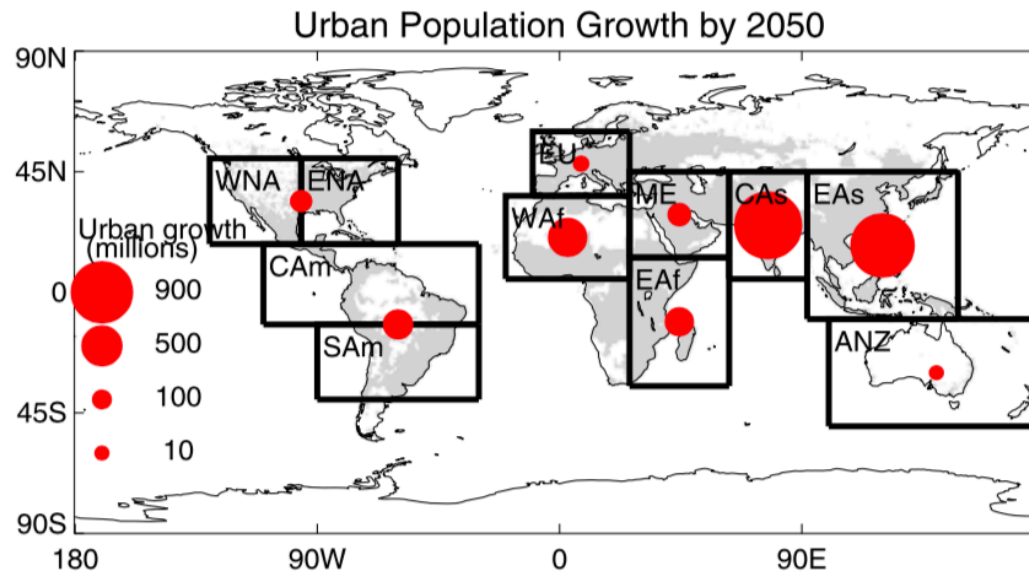 Urban Population Growth by 2050
90N
45N
0
45S
90S
180
90W
0
90E
WNA
ENA
EU
ME
CAs
EAs
WAf
CAm
EAf
SAm
ANZ
Urban growth
(millions)
900
500
100
10